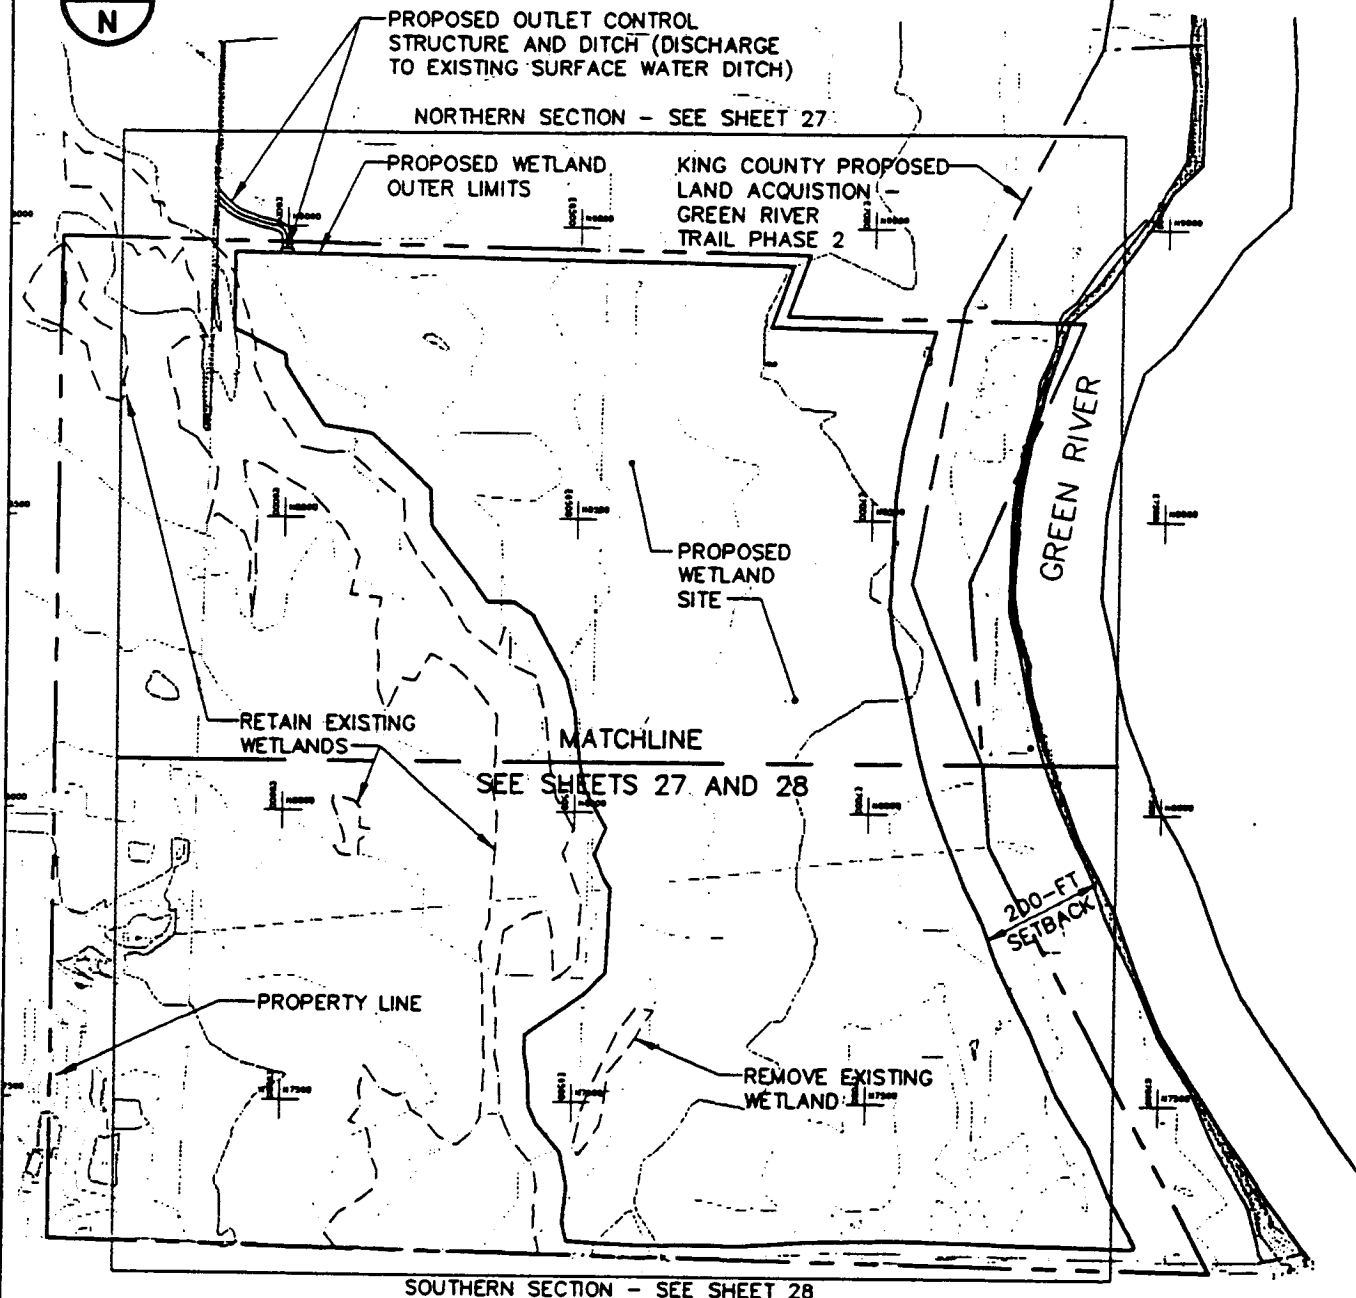 N
PROPOSED OUTLET CONTROL
STRUCTURE AND DITCH (DISCHARGE
TO EXISTING SURFACE WATER DITCH)
NORTHERN SECTION - SEE SHEET 27
PROPOSED WETLAND
OUTER LIMITS
KING COUNTY PROPOSED
LAND ACQUISTION -
GREEN RIVER
TRAIL PHASE 2
GREEN RIVER
PROPOSED
WETLAND
SITE
RETAIN EXISTING
WETLANDS
MATCHLINE
SEE SHEETS 27 AND 28
200-FT
SETBACK
PROPERTY LINE
REMOVE EXISTING
WETLAND
N7500
N7500
N7500
SOUTHERN SECTION - SEE SHEET 28